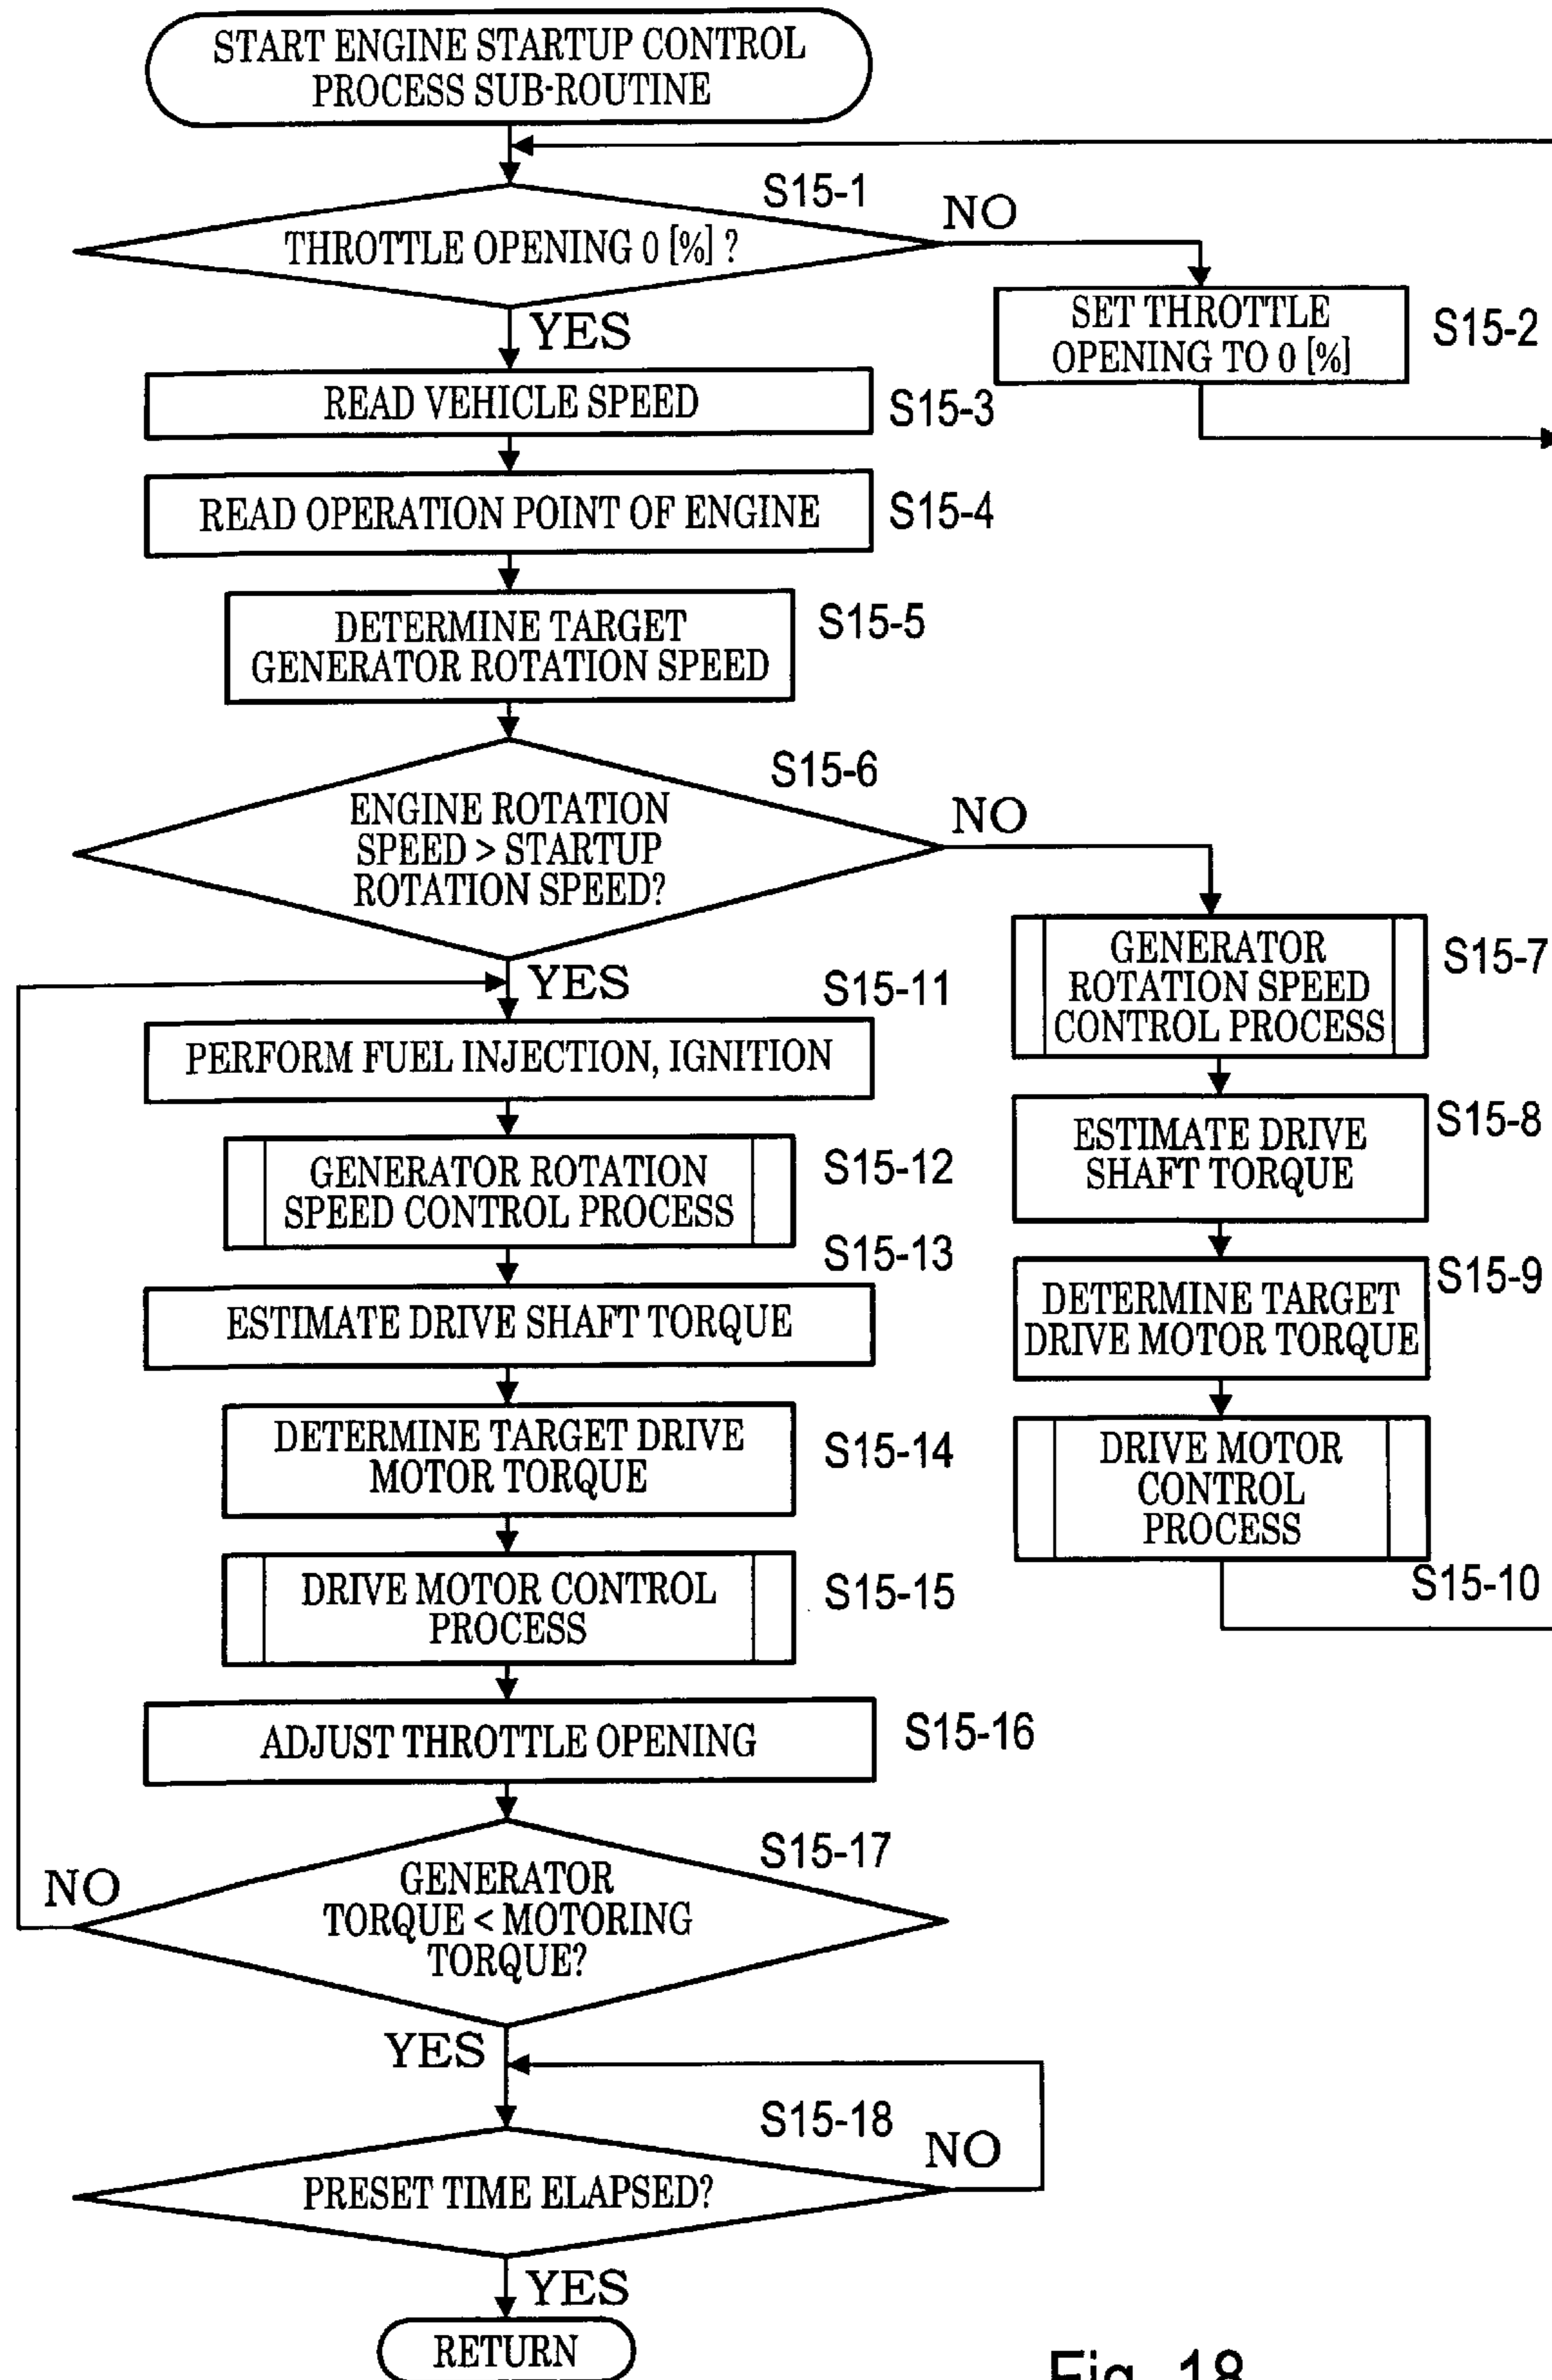 START ENGINE STARTUP CONTROL
PROCESS SUB-ROUTINE
S15-1
THROTTLE OPENING 0 [%] ?
NO
YES
SET THROTTLE
OPENING TO 0 [%]
S15-2
READ VEHICLE SPEED
S15-3
READ OPERATION POINT OF ENGINE
S15-4
DETERMINE TARGET
GENERATOR ROTATION SPEED
S15-5
S15-6
ENGINE ROTATION
SPEED > STARTUP
ROTATION SPEED?
NO
YES
GENERATOR
ROTATION SPEED
CONTROL PROCESS
S15-7
ESTIMATE DRIVE
SHAFT TORQUE
S15-8
DETERMINE TARGET
DRIVE MOTOR TORQUE
S15-9
DRIVE MOTOR
CONTROL
PROCESS
S15-10
S15-11
PERFORM FUEL INJECTION, IGNITION
GENERATOR ROTATION
SPEED CONTROL PROCESS
S15-12
S15-13
ESTIMATE DRIVE SHAFT TORQUE
DETERMINE TARGET DRIVE
MOTOR TORQUE
S15-14
DRIVE MOTOR CONTROL
PROCESS
S15-15
ADJUST THROTTLE OPENING
S15-16
S15-17
GENERATOR
TORQUE < MOTORING
TORQUE?
NO
YES
S15-18
PRESET TIME ELAPSED?
NO
YES
RETURN
Fig. 18